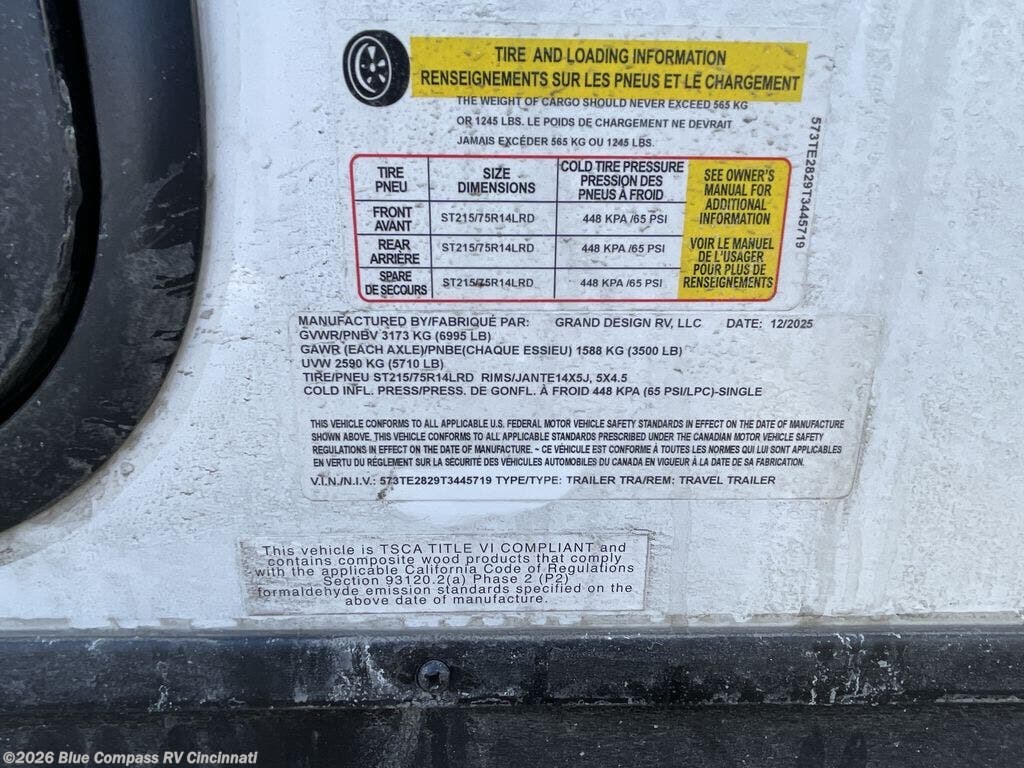 TIRE AND LOADING INFORMATION
RENSEIGNEMENTS SUR LES PNEUS ET LE CHARGEMENT
THE WEIGHT OF CARGO SHOULD NEVER EXCEED 565 KG
OR 1245 LBS. LE POIDS DE CHARGEMENT NE DEVRAIT
JAMAIS EXCÉDER 565 KG OU 1245 LBS.
TIRE PNEU
SIZE DIMENSIONS
COLD TIRE PRESSURE PRESSION DES PNEUS À FROID
FRONT AVANT ST215/75R14LRD 448 KPA /65 PSI
REAR ARRIÈRE ST215/75R14LRD 448 KPA /65 PSI
SPARE DE SECOURS ST215/75R14LRD 448 KPA /65 PSI
SEE OWNER'S
MANUAL FOR
ADDITIONAL
INFORMATION
VOIR LE MANUEL
DE L'USAGER
POUR PLUS DE
RENSEIGNEMENTS
573TE2829T3445719
MANUFACTURED BY/FABRIQUÉ PAR: GRAND DESIGN RV, LLC DATE: 12/2025
GVWR/PNBV 3173 KG (6995 LB)
GAWR (EACH AXLE)/PNBE(CHAQUE ESSIEU) 1588 KG (3500 LB)
UVW 2590 KG (5710 LB)
TIRE/PNEU ST215/75R14LRD RIMS/JANTE14X5J, 5X4.5
COLD INFL. PRESS/PRESS. DE GONFL. À FROID 448 KPA (65 PSI/LPC)-SINGLE
THIS VEHICLE CONFORMS TO ALL APPLICABLE U.S. FEDERAL MOTOR VEHICLE SAFETY STANDARDS IN EFFECT ON THE DATE OF MANUFACTURE
SHOWN ABOVE. THIS VEHICLE CONFORMS TO ALL APPLICABLE STANDARDS PRESCRIBED UNDER THE CANADIAN MOTOR VEHICLE SAFETY
REGULATIONS IN EFFECT ON THE DATE OF MANUFACTURE. ~ CE VÉHICULE EST CONFORME À TOUTES LES NORMES QUI LUI SONT APPLICABLES
EN VERTU DU RÉGLEMENT SUR LA SÉCURITÉ DES VÉHICULES AUTOMOBILES DU CANADA EN VIGUEUR À LA DATE DE SA FABRICATION.
V.I.N./N.I.V.: 573TE2829T3445719 TYPE/TYPE: TRAILER TRA/REM: TRAVEL TRAILER
This vehicle is TSCA TITLE VI COMPLIANT and
contains composite wood products that comply
with the applicable California Code of Regulations
Section 93120.2(a) Phase 2 (P2)
formaldehyde emission standards specified on the
above date of manufacture.
©2026 Blue Compass RV Cincinnati